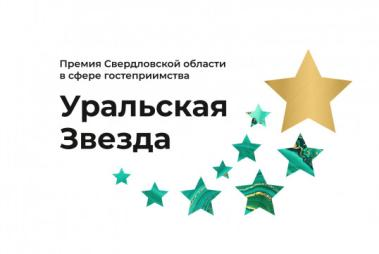 Премия Свердловской области
в сфере гостеприимства
Уральская
Звезда